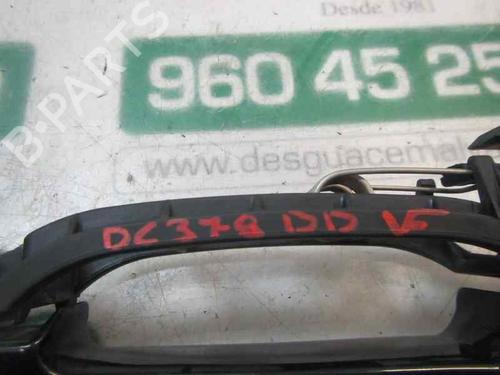 Desde 1981
960 45 25
www.desguacemal
B-PARTS
DC378 DD V5